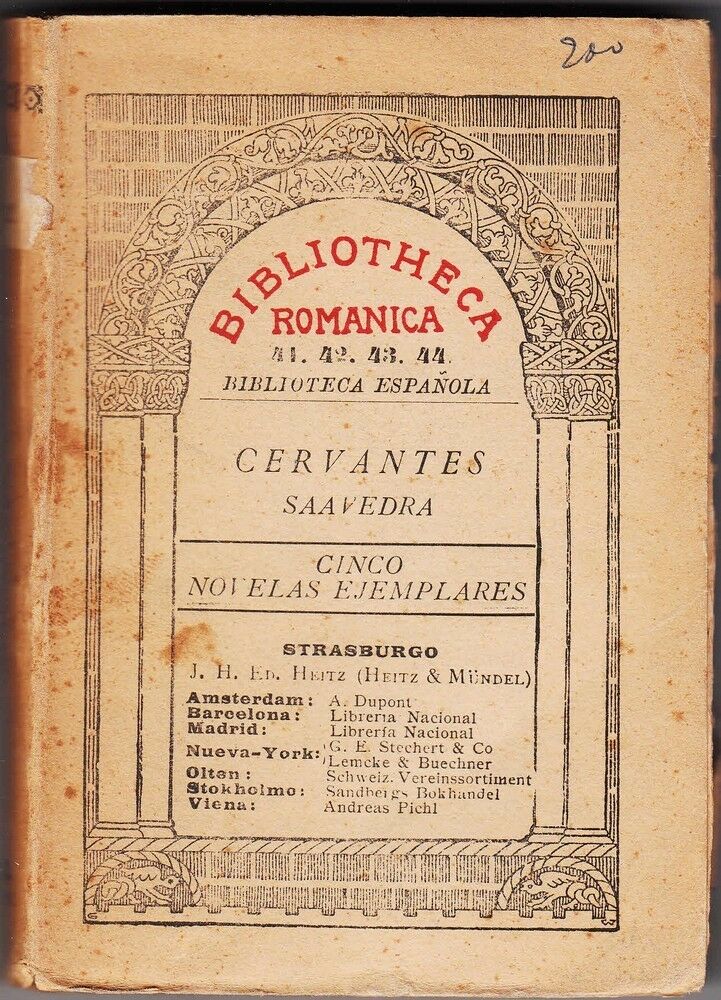 200
BIBLIOTHECA
ROMANICA
41. 42. 43. 44.
BIBLIOTECA ESPAÑOLA
CERVANTES
SAAVEDRA
CINCO
NOVELAS EJEMPLARES
STRASBURGO
J. H. ED. HEITZ (HEITZ & MÜNDEL)
Amsterdam: A. Dupont
Barcelona: Libreria Nacional
Madrid: Librería Nacional
Nueva-York: G. E. Stechert & Co
Lemcke & Buechner
Olten: Schweiz. Vereinssortiment
Stokholmo: Sandbergs Bokhandel
Viena: Andreas Pichl